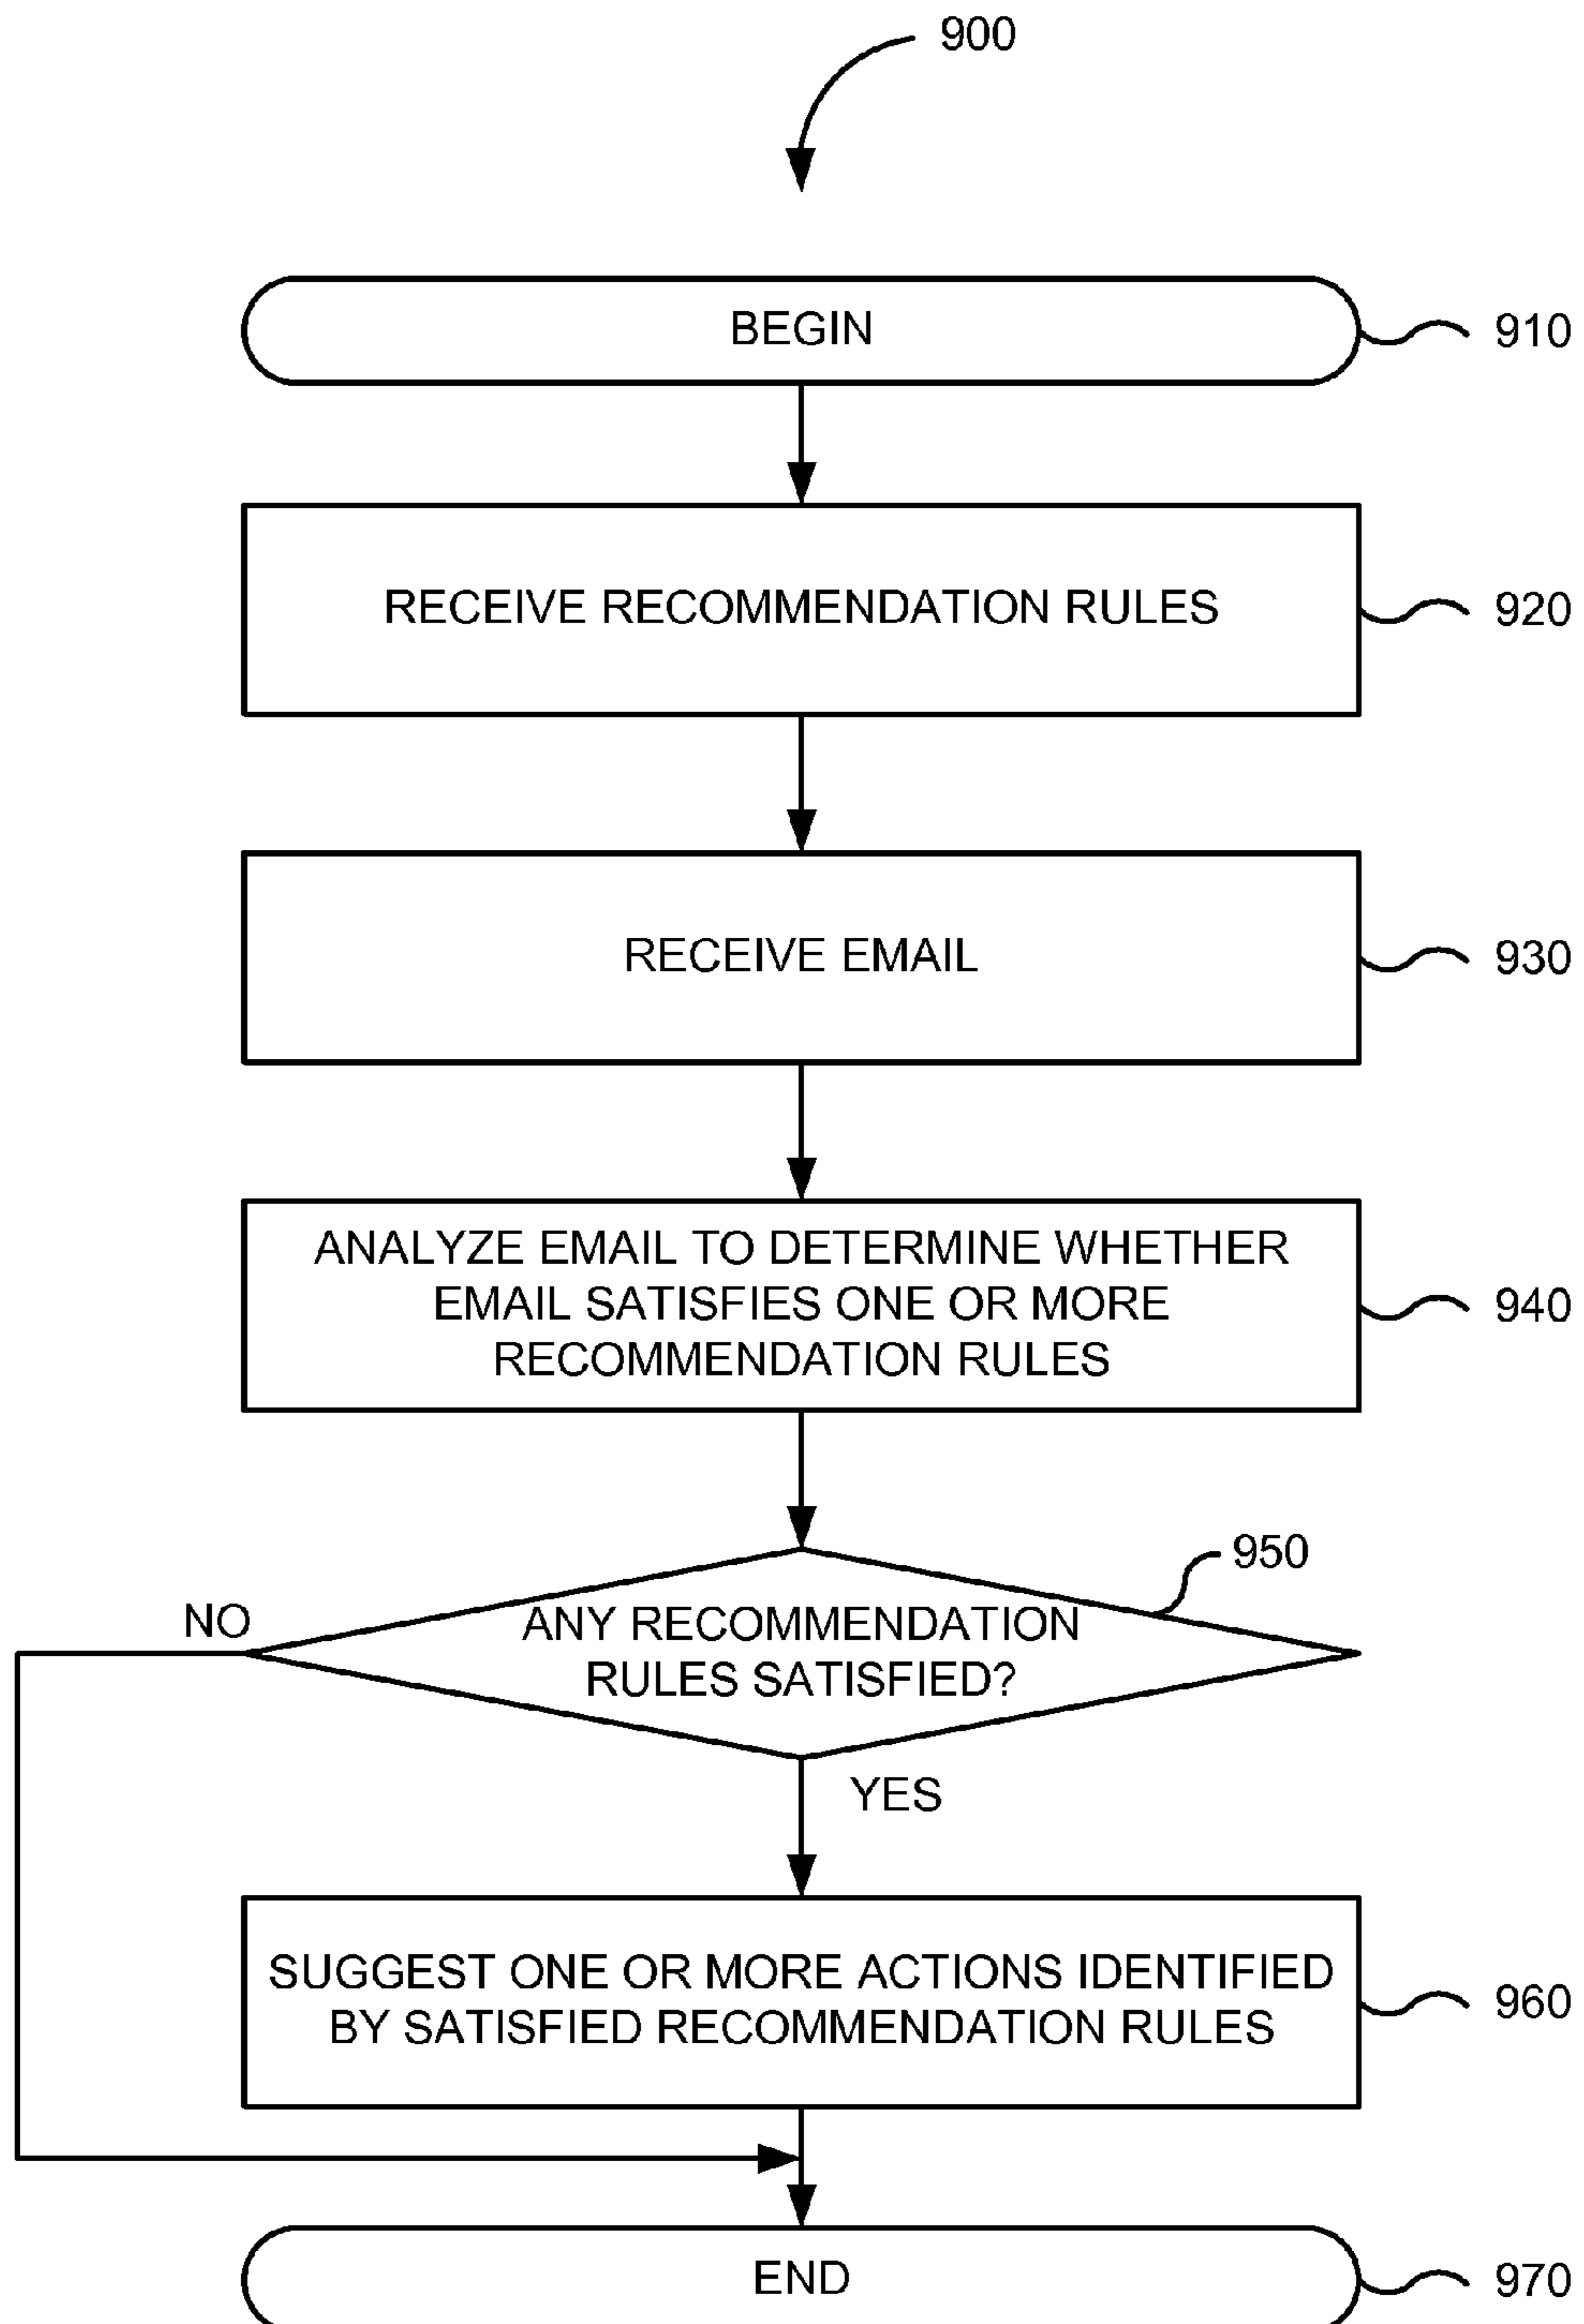 900
BEGIN
910
RECEIVE RECOMMENDATION RULES
920
RECEIVE EMAIL
930
ANALYZE EMAIL TO DETERMINE WHETHER
EMAIL SATISFIES ONE OR MORE
RECOMMENDATION RULES
940
950
NO
ANY RECOMMENDATION
RULES SATISFIED?
YES
SUGGEST ONE OR MORE ACTIONS IDENTIFIED
BY SATISFIED RECOMMENDATION RULES
960
END
970